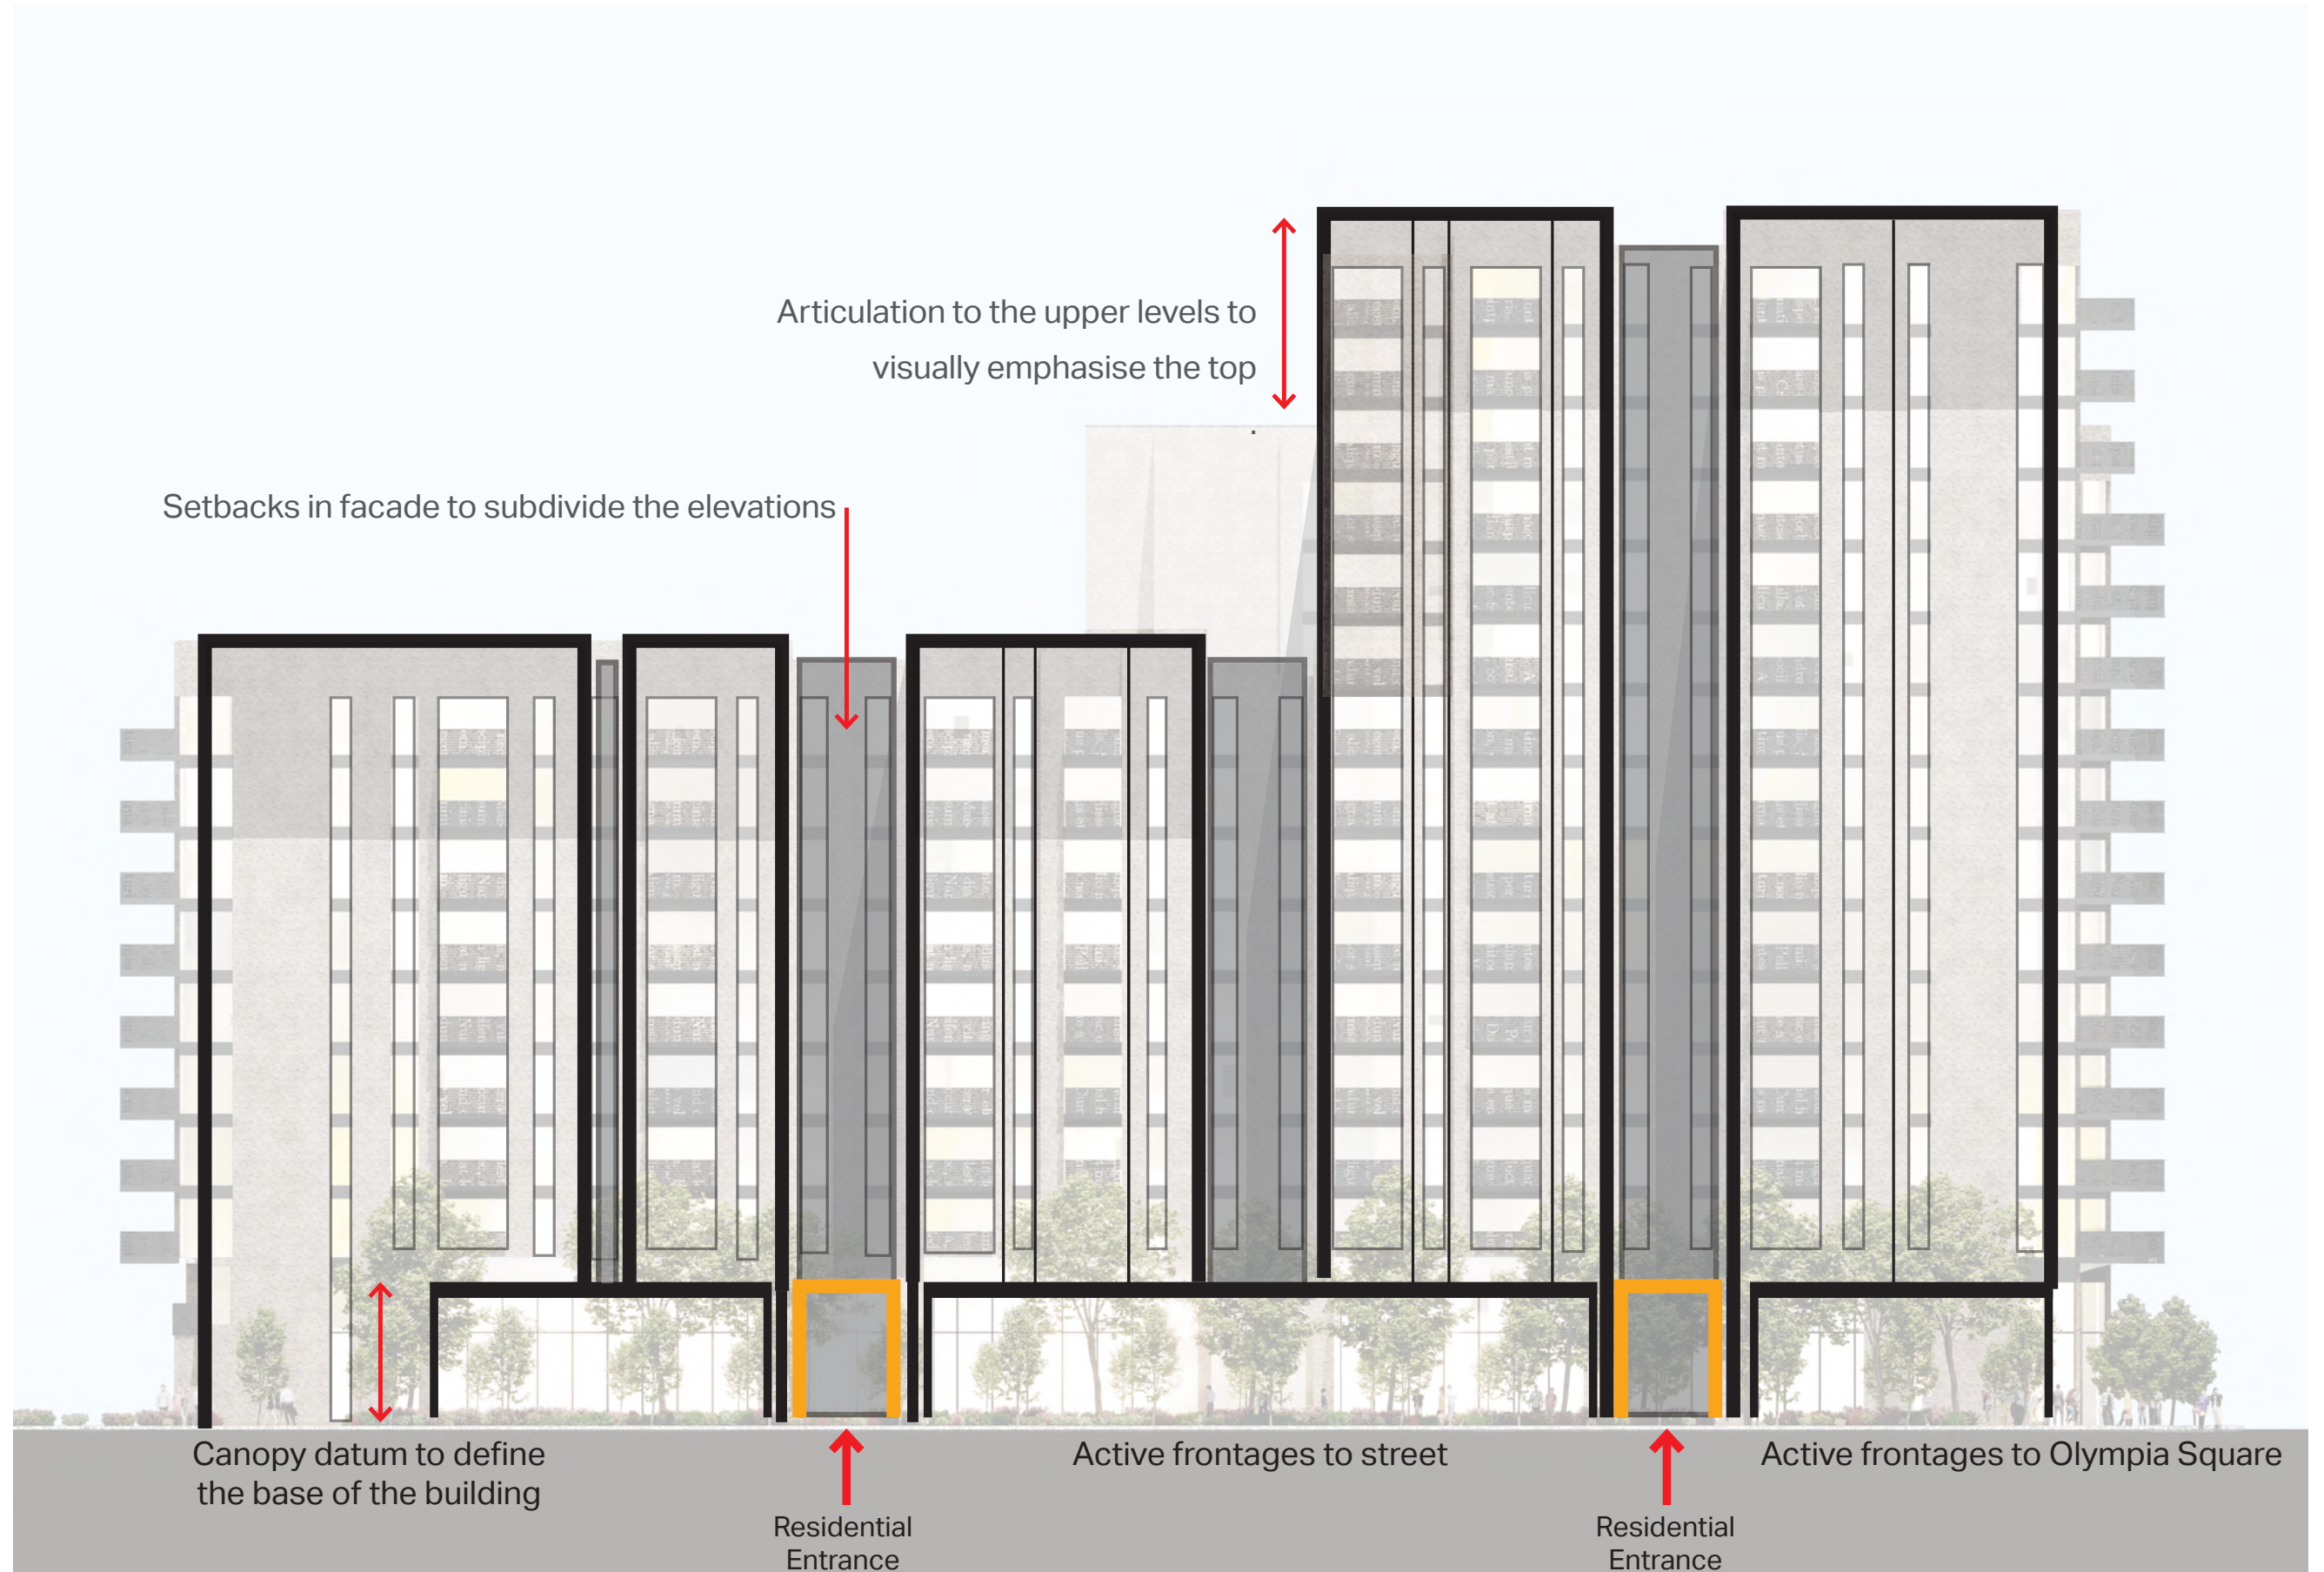 Articulation to the upper levels to
visually emphasise the top
.
Setbacks in facade to subdivide the elevations
Canopy datum to define
the base of the building
Active frontages to street
Active frontages to Olympia Square
Residential
Entrance
Residential
Entrance